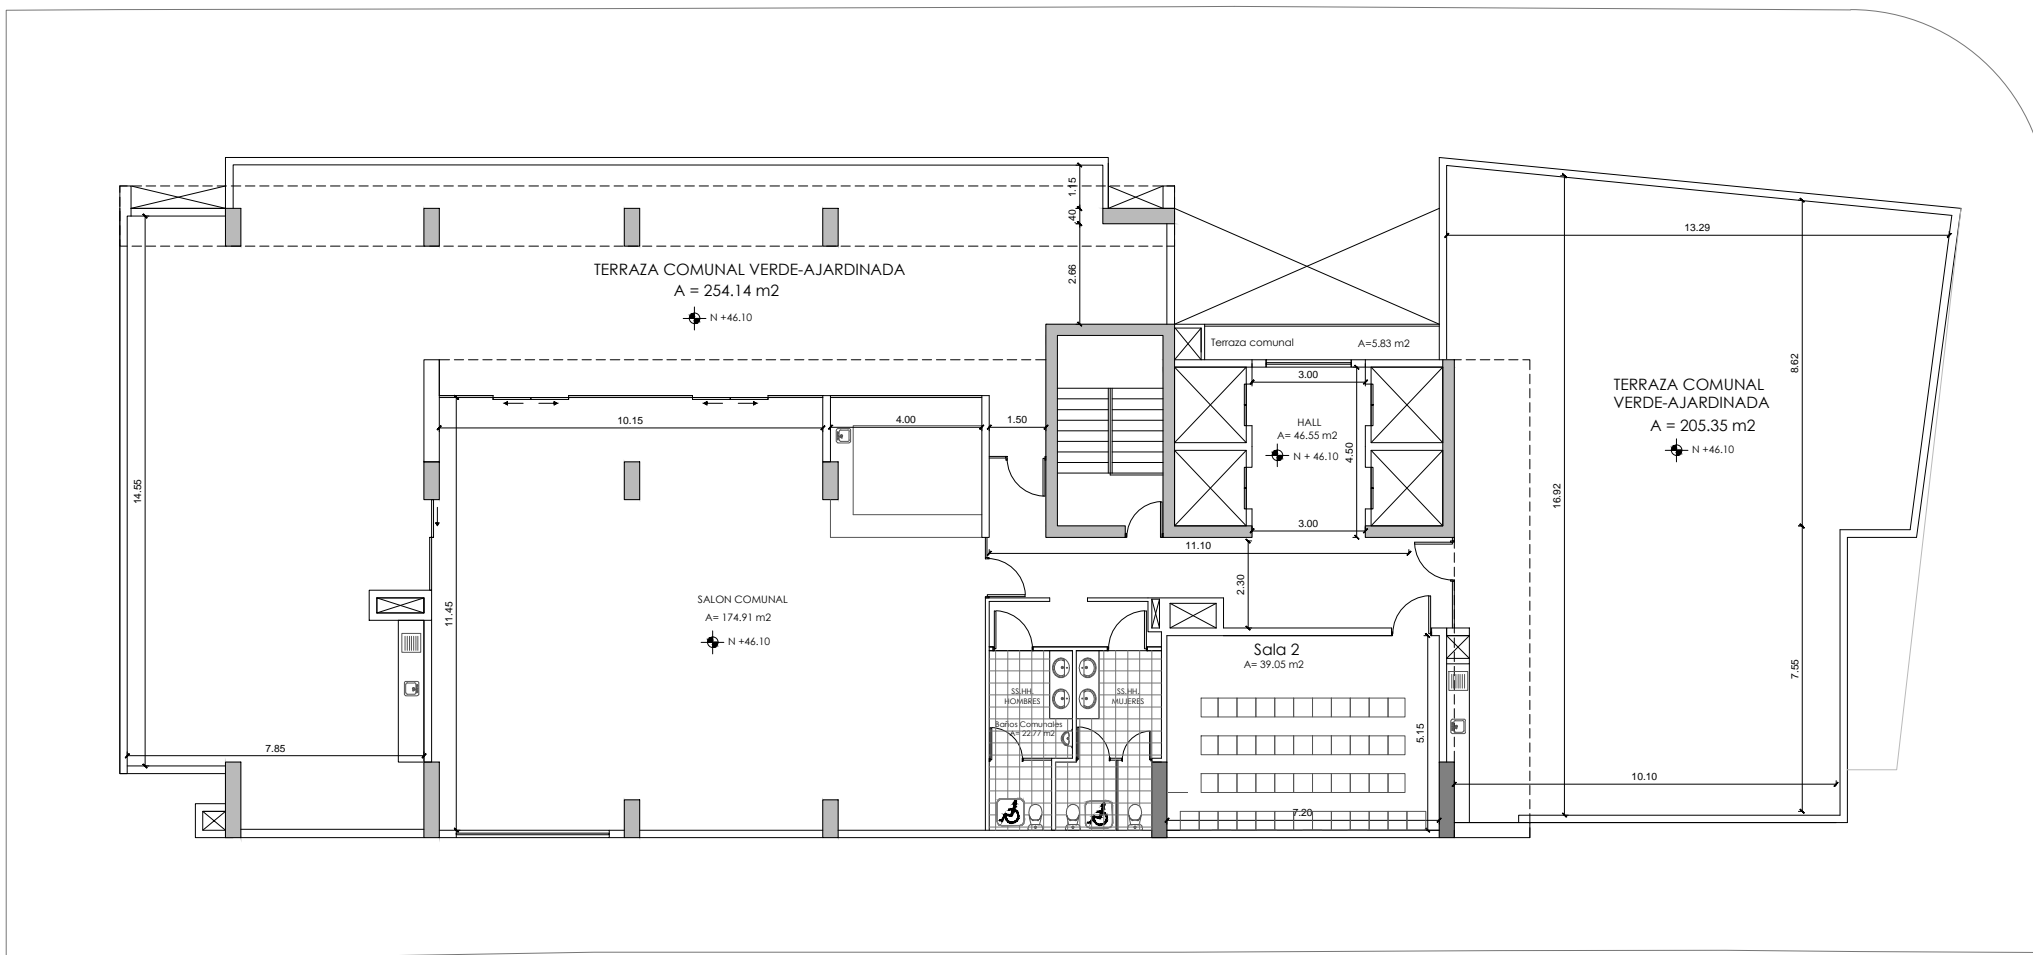 1.15
.40
2.66
13.29
TERRAZA COMUNAL VERDE-AJARDINADA
A = 254.14 m2
N +46.10
Terraza comunal A=5.83 m2
8.62
3.00
TERRAZA COMUNAL
VERDE-AJARDINADA
A = 205.35 m2
N +46.10
10.15
4.00
1.50
HALL
A= 46.55 m2
N + 46.10
4.50
14.55
16.92
3.00
11.10
2.30
11.45
SALON COMUNAL
A= 174.91 m2
N +46.10
Sala 2
A= 39.05 m2
7.55
SS.HH.
HOMBRES
SS.HH.
MUJERES
Baños Comunales
A= 22.77 m2
5.15
7.85
10.10
7.20